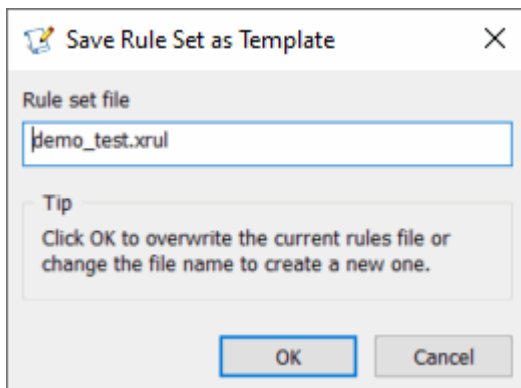 Save Rule Set as Template
Rule set file
demo_test.xrul
Tip
Click OK to overwrite the current rules file or
change the file name to create a new one.
OK
Cancel